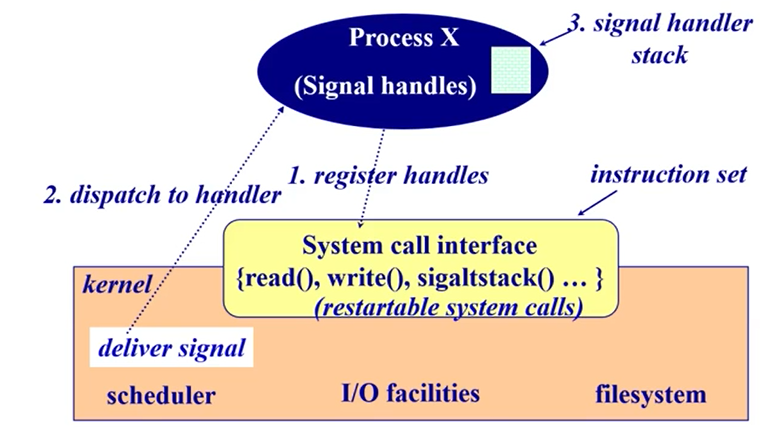 Process X
(Signal handles)
3. signal handler
stack
1. register handles
2. dispatch to handler
instruction set
System call interface
{read(), write(), sigaltstack() … }
(restartable system calls)
kernel
deliver signal
scheduler
I/O facilities
filesystem